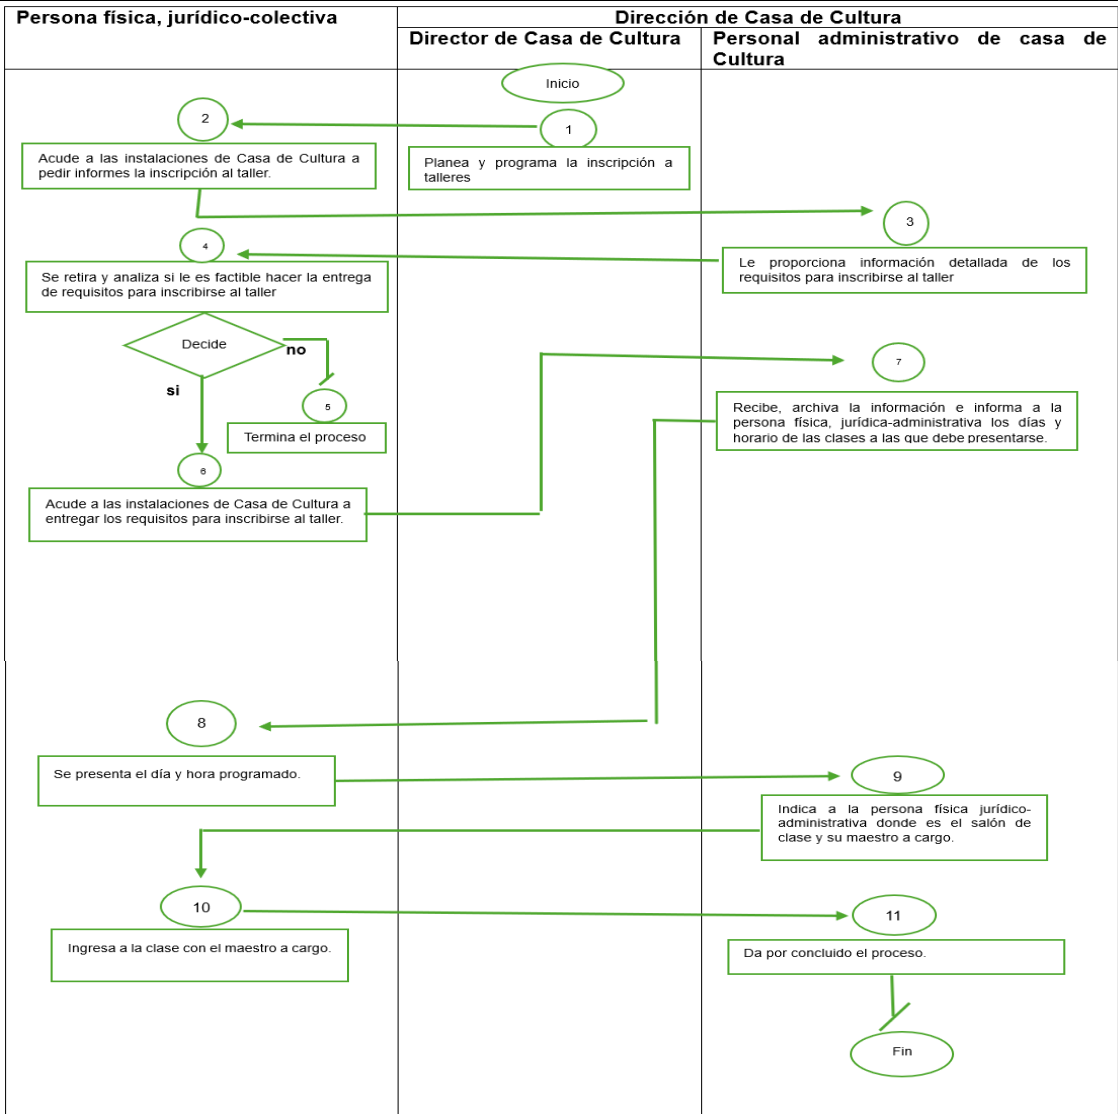 Persona física, jurídico-colectiva
Dirección de Casa de Cultura
Director de Casa de Cultura
Personal administrativo de casa de
Cultura
Inicio
1
Planea y programa la inscripción a
talleres
2
Acude a las instalaciones de Casa de Cultura a
pedir informes la inscripción al taller.
3
Le proporciona información detallada de los
requisitos para inscribirse al taller
4
Se retira y analiza si le es factible hacer la entrega
de requisitos para inscribirse al taller
Decide
no
si
5
Termina el proceso
6
Acude a las instalaciones de Casa de Cultura a
entregar los requisitos para inscribirse al taller.
7
Recibe, archiva la información e informa a la
persona física, jurídica-administrativa los días y
horario de las clases a las que debe presentarse.
8
Se presenta el día y hora programado.
9
Indica a la persona física jurídico-
administrativa donde es el salón de
clase y su maestro a cargo.
10
Ingresa a la clase con el maestro a cargo.
11
Da por concluido el proceso.
Fin